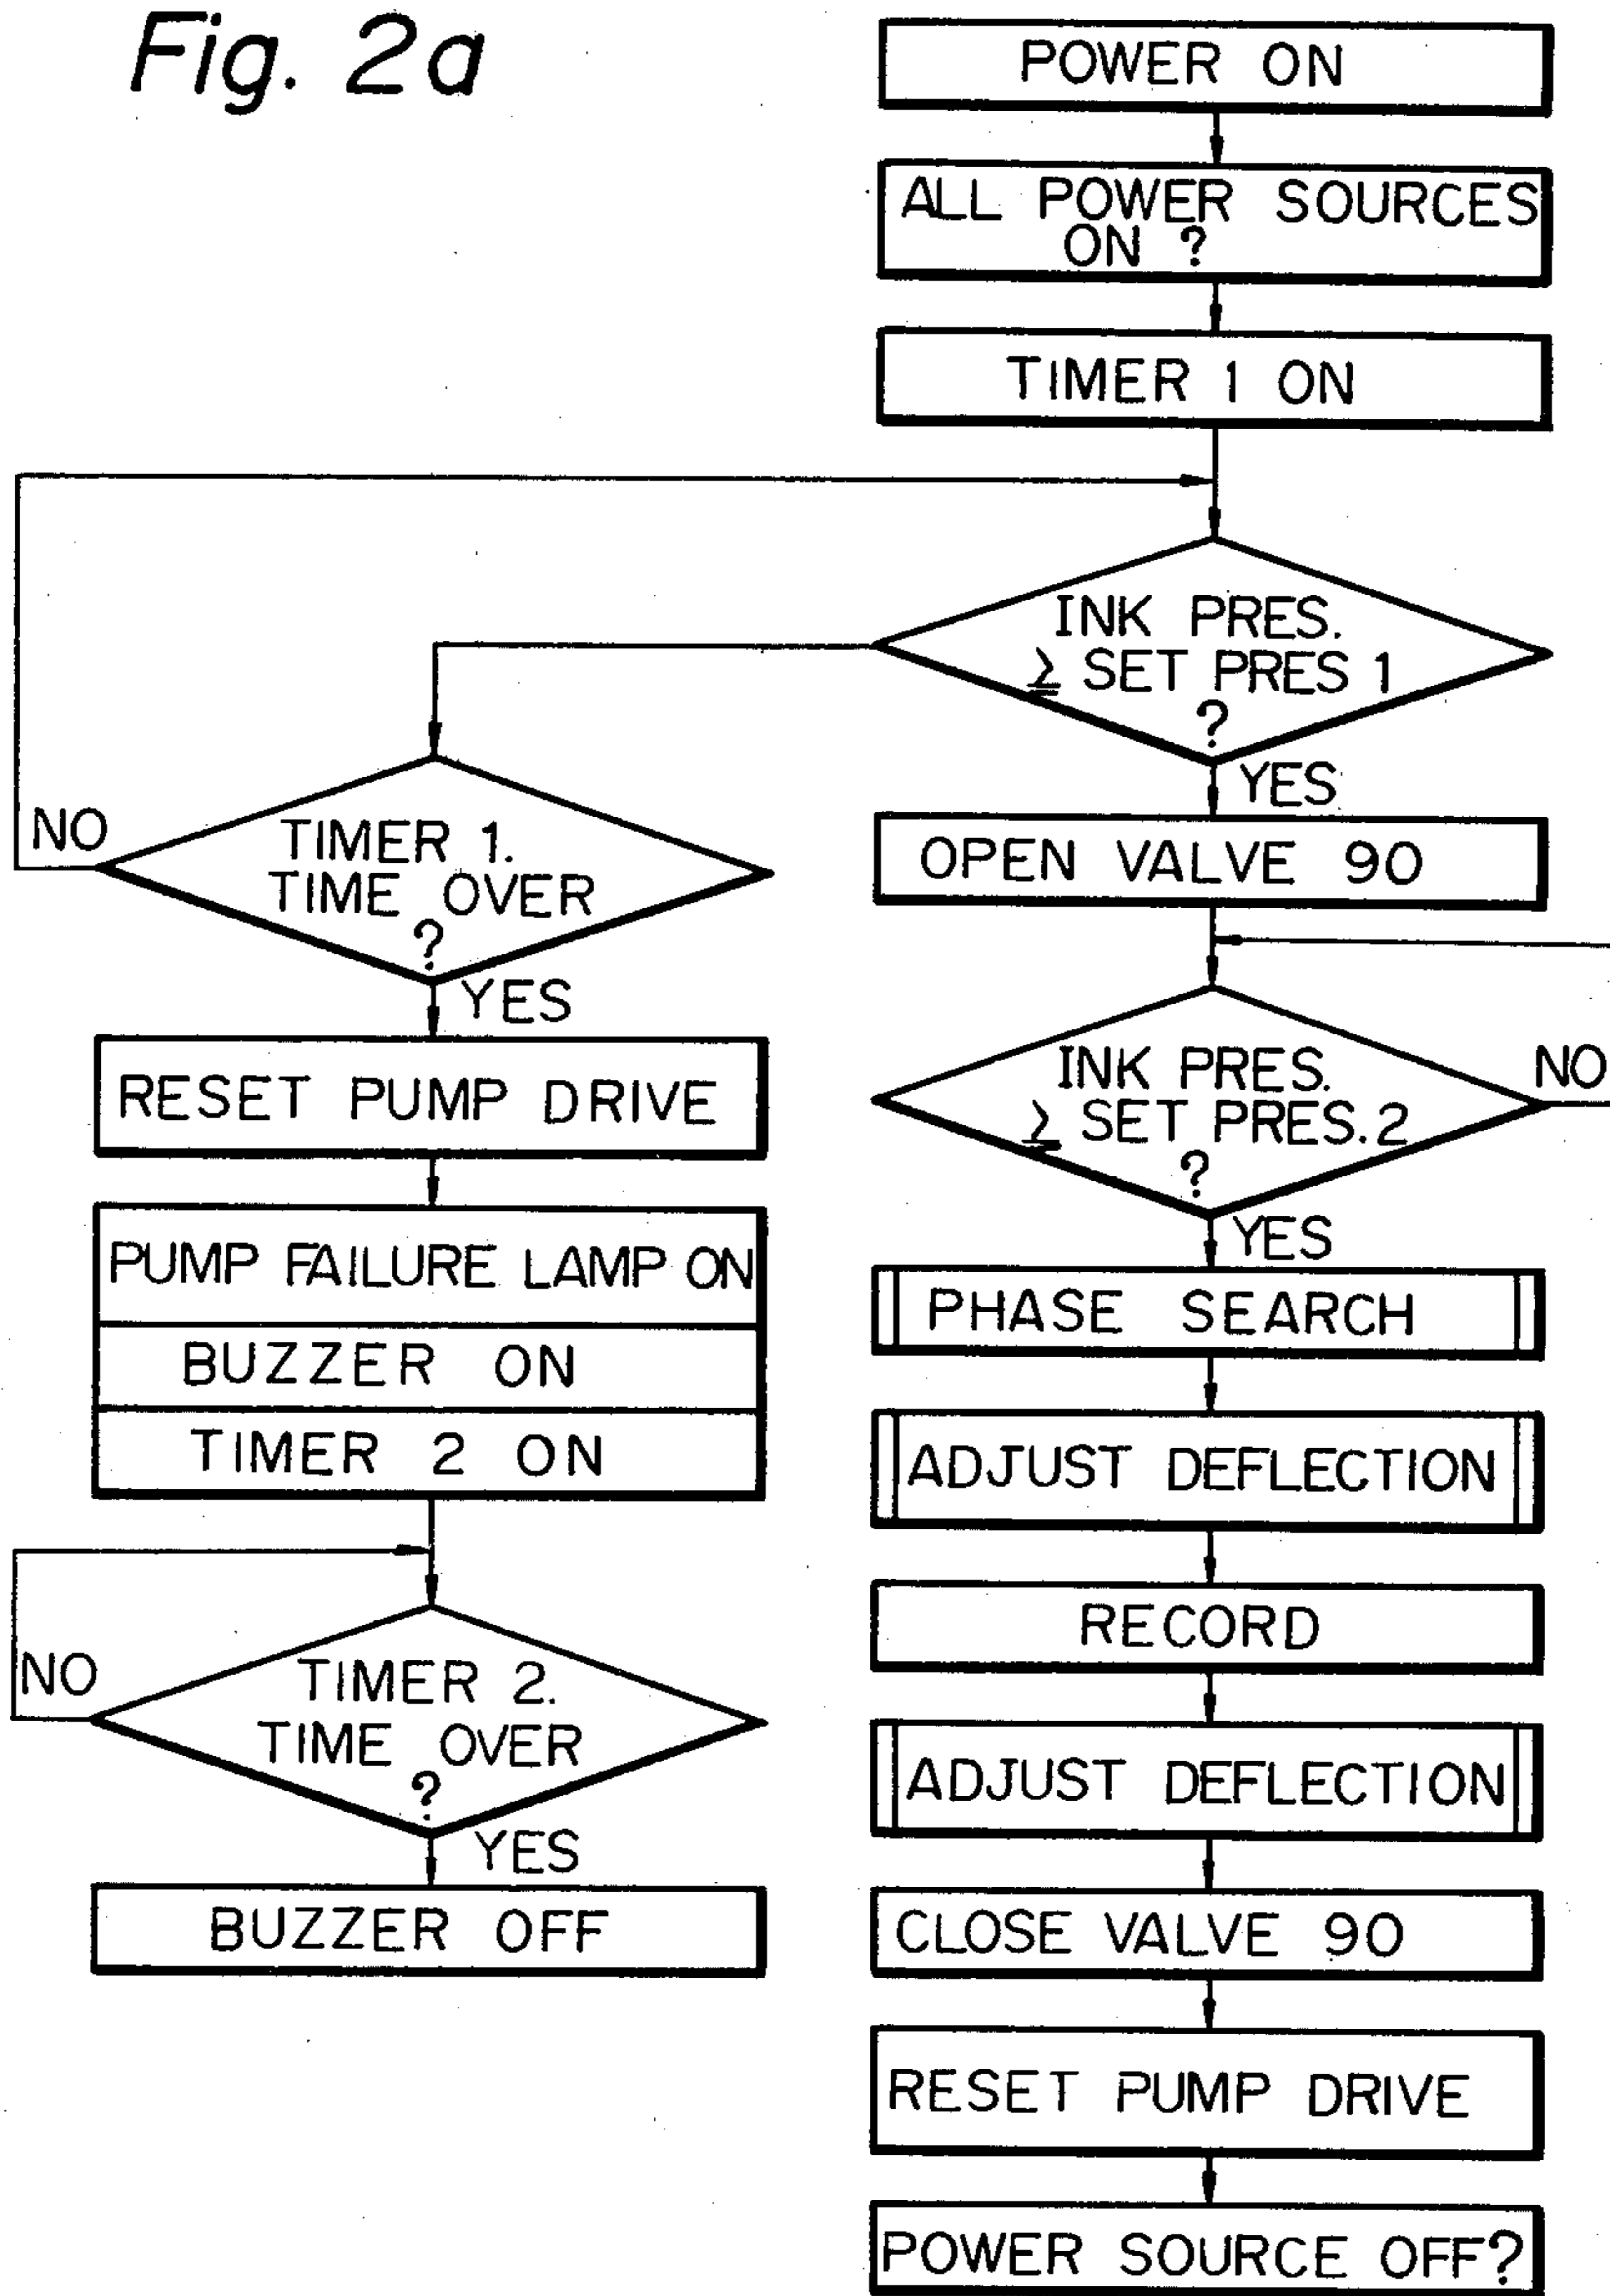 Fig. 2a
POWER ON
ALL POWER SOURCES
ON ?
TIMER 1 ON
INK PRES.
≧ SET PRES 1
?
YES
OPEN VALVE 90
INK PRES.
≧ SET PRES. 2
?
NO
YES
PHASE SEARCH
ADJUST DEFLECTION
RECORD
ADJUST DEFLECTION
CLOSE VALVE 90
RESET PUMP DRIVE
POWER SOURCE OFF?
NO
TIMER 1.
TIME OVER
?
YES
RESET PUMP DRIVE
PUMP FAILURE LAMP ON
BUZZER ON
TIMER 2 ON
NO
TIMER 2.
TIME OVER
?
YES
BUZZER OFF